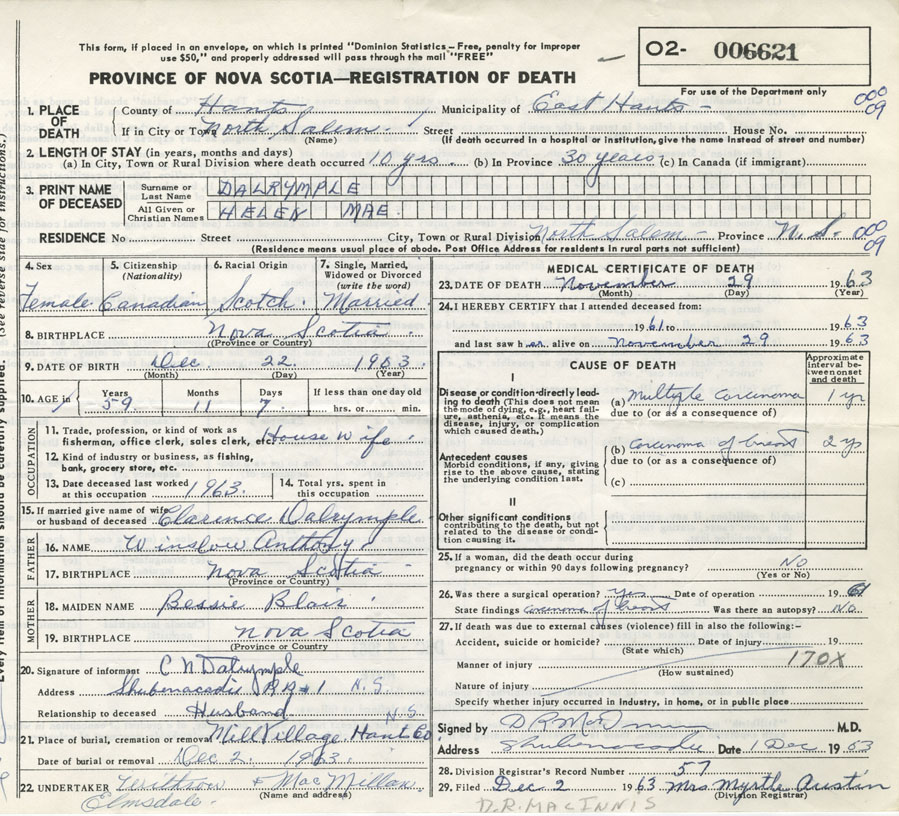 This form, if placed in an envelope, on which is printed "Dominion Statistics—Free, penalty for improper
use $50," and properly addressed will pass through the mail "FREE"
O2- 006621
PROVINCE OF NOVA SCOTIA—REGISTRATION OF DEATH
For use of the Department only
1. PLACE OF DEATH County of Hants Municipality of East Hants -
000
09
If in City or Town North Salem Street House No.
(Name) (If death occurred in a hospital or institution, give the name instead of street and number)
2. LENGTH OF STAY (in years, months and days)
(a) In City, Town or Rural Division where death occurred 10 yrs. (b) In Province 30 years (c) In Canada (if immigrant)
3. PRINT NAME OF DECEASED Surname or Last Name DALRYMPLE
All Given or Christian Names HELEN MAE
RESIDENCE No Street City, Town or Rural Division North Salem - Province N.S.
000
09
(Residence means usual place of abode. Post Office Address for residents in rural parts not sufficient)
4. Sex 5. Citizenship (Nationality) 6. Racial Origin 7. Single, Married, Widowed or Divorced (write the word)
Female Canadian Scotch Married
8. BIRTHPLACE Nova Scotia
(Province or Country)
9. DATE OF BIRTH Dec 22 1903
(Month) (Day) (Year)
10. AGE in Years Months Days If less than one day old
59 11 7 hrs. or min.
OCCUPATION
11. Trade, profession, or kind of work as
fisherman, office clerk, sales clerk, etc. House wife
12. Kind of industry or business, as fishing,
bank, grocery store, etc.
13. Date deceased last worked at this occupation 1963. 14. Total yrs. spent in this occupation
15. If married give name of wife or husband of deceased Clarence Dalrymple
FATHER
16. NAME Winslow Anthony
17. BIRTHPLACE Nova Scotia
(Province or Country)
MOTHER
18. MAIDEN NAME Bessie Blair
19. BIRTHPLACE Nova Scotia
(Province or Country)
20. Signature of informant C N Dalrymple
Address Shubenacadie RR#1 N.S.
Relationship to deceased Husband
N.S.
21. Place of burial, cremation or removal Mill Village Hants Co
Date of burial or removal Dec 2 1963
22. UNDERTAKER & MacMillan
(Name and address)
Elmsdale.
MEDICAL CERTIFICATE OF DEATH
23. DATE OF DEATH November 29 1963
(Month) (Day) (Year)
24. I HEREBY CERTIFY that I attended deceased from:
1961 to 1963
and last saw her alive on November 29 1963
CAUSE OF DEATH Approximate interval between onset and death
I
Disease or condition directly leading to death (This does not mean the mode of dying, e.g., heart failure, asthenia, etc. It means the disease, injury, or complication which caused death.)
(a) Multiple Carcinoma 1 yr
due to (or as a consequence of)
Antecedent causes
Morbid conditions, if any, giving rise to the above cause, stating the underlying condition last.
(b) Carcinoma of breast 2 yr
due to (or as a consequence of)
(c)
II
Other significant conditions
contributing to the death, but not related to the disease or condition causing it.
25. If a woman, did the death occur during
pregnancy or within 90 days following pregnancy? NO
(Yes or No)
26. Was there a surgical operation? yes Date of operation 1961
State findings Carcinoma of breast Was there an autopsy? NO
27. If death was due to external causes (violence) fill in also the following:-
Accident, suicide or homicide? Date of injury 19
(State which)
Manner of injury 170X
(How sustained)
Nature of injury
Specify whether injury occurred in Industry, in home, or in public place
Signed by D R MacInnis M.D.
Address Shubenacadie Date 1 Dec 1963
28. Division Registrar's Record Number 57
29. Filed Dec 2 1963 Mrs Myrtle Austin
(Division Registrar)
D.R. MACINNIS